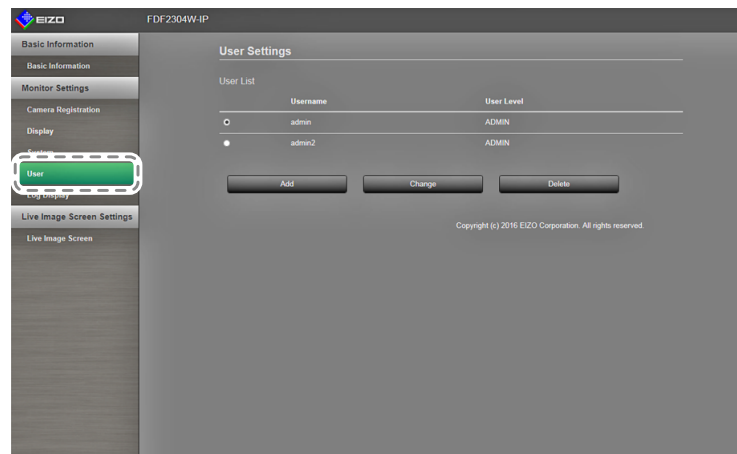 EIZO
FDF2304W-IP
Basic Information
Basic Information
Monitor Settings
Camera Registration
Display
System
User
Log Display
Live Image Screen Settings
Live Image Screen
User Settings
User List
Username User Level
admin ADMIN
admin2 ADMIN
Add Change Delete
Copyright (c) 2016 EIZO Corporation. All rights reserved.